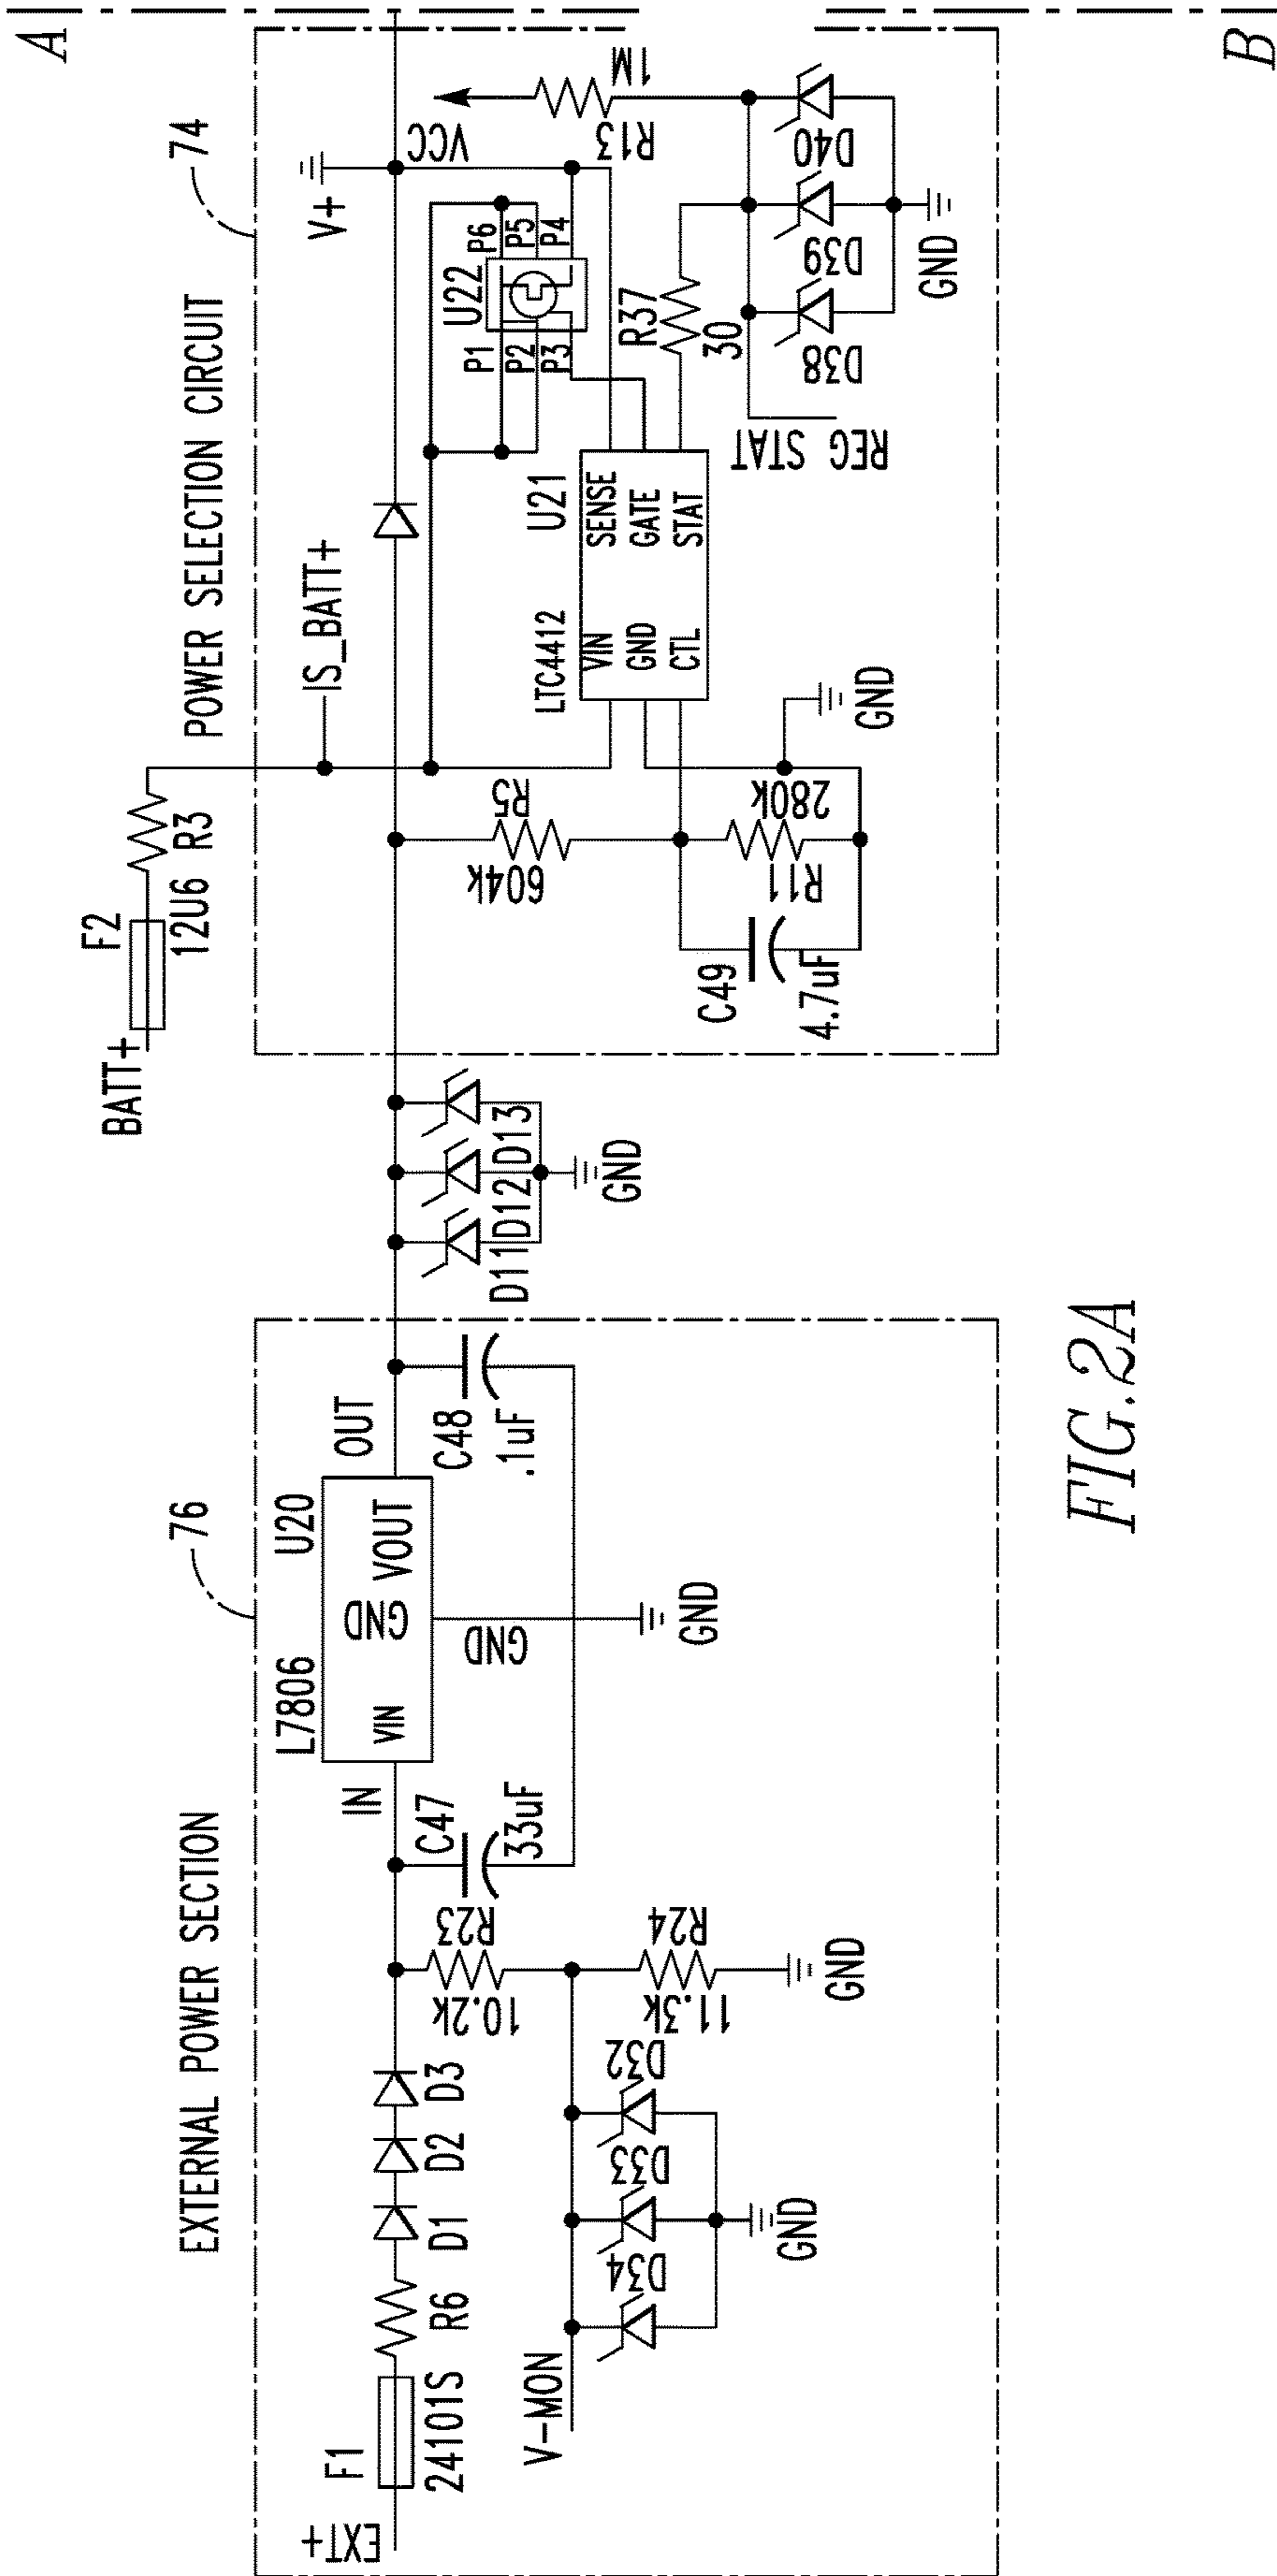 A
B
POWER SELECTION CIRCUIT
74
BATT+
F2
12U6
R3
IS_BATT+
V+
VCC
R13
1M
U22
P1
P2
P3
P6
P5
P4
U21
LTC4412
VIN
GND
CTL
SENSE
GATE
STAT
R37
30
REG STAT
D38
D39
D40
GND
R5
604k
R11
280k
C49
4.7uF
GND
D11
D12
D13
GND
EXTERNAL POWER SECTION
76
EXT+
F1
24101S
R6
D1
D2
D3
R23
10.2k
R24
11.3k
GND
V-MON
D34
D33
D32
GND
C47
33uF
IN
L7806
U20
VIN
GND
VOUT
OUT
GND
GND
C48
.1uF
FIG.2A